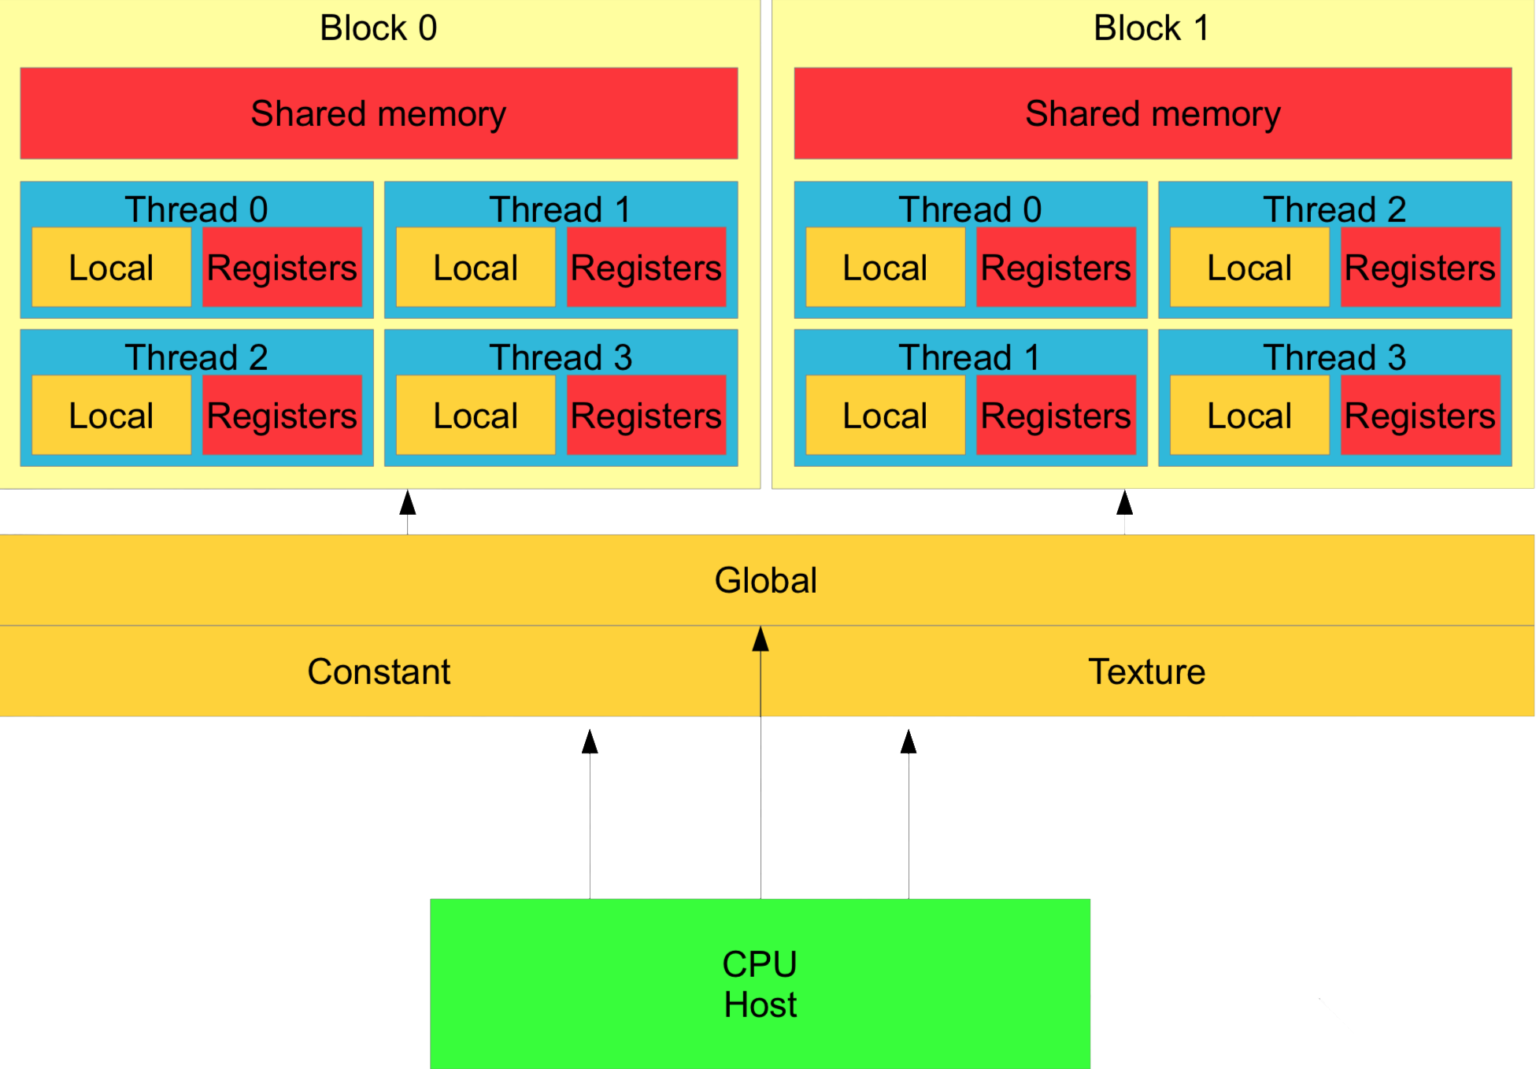 Block 0
Shared memory
Thread 0
Local
Registers
Thread 1
Local
Registers
Thread 2
Local
Registers
Thread 3
Local
Registers
Block 1
Shared memory
Thread 0
Local
Registers
Thread 2
Local
Registers
Thread 1
Local
Registers
Thread 3
Local
Registers
Global
Constant
Texture
CPU
Host